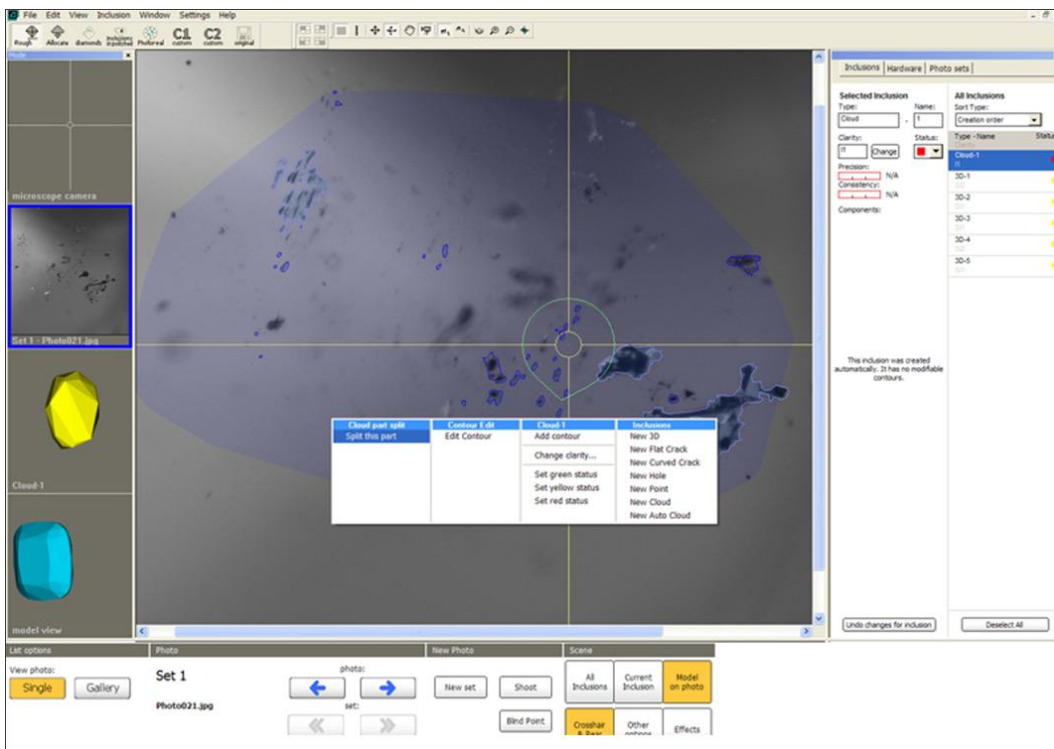 File Edit View Inclusion Window Settings Help
Rough Allocate diamonds Inclusions in patched Photoreal C1 custom C2 custom original
Mode
microscope camera
Set 1 - Photo021.jpg
Cloud-1
model view
Cloud part split
Split this part
Contour Edit
Edit Contour
Cloud-1
Add contour
Change clarity...
Set green status
Set yellow status
Set red status
Inclusions
New 3D
New Flat Crack
New Curved Crack
New Hole
New Point
New Cloud
New Auto Cloud
Inclusions Hardware Photo sets
Selected Inclusion
Type: Name:
Cloud - 1
Clarity: Status:
I1 Change
Precision:
N/A
Consistency:
N/A
Components:
This inclusion was created
automatically. It has no modifiable
contours.
Undo changes for inclusion
All Inclusions
Sort Type:
Creation order
Type - Name
Clarity
Cloud-1
I1
3D-1
3D-2
3D-3
3D-4
3D-5
Deselect All
List options
View photo:
Single Gallery
Photo
Set 1
Photo021.jpg
photo:
set:
New Photo
New set Shoot
Blind Point
Scene
All Inclusions
Current Inclusion
Model on photo
Crosshair & Pear
Other options
Effects